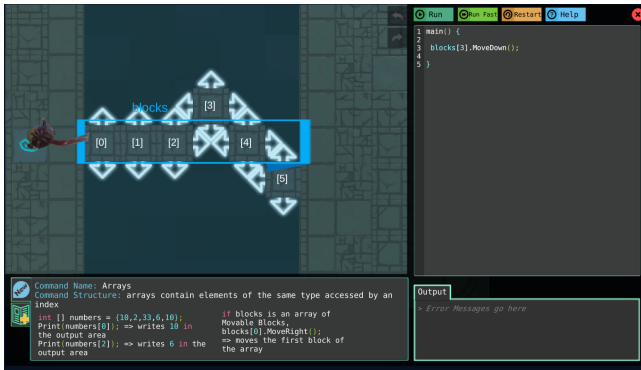 Run
Run Fast
Restart
Help
1 main() {
2
3 blocks[3].MoveDown();
4
5 }
blocks
[3]
[0] [1] [2] [4]
[5]
New
Command Name: Arrays
Command Structure: arrays contain elements of the same type accessed by an
index
int [] numbers = {10,2,33,6,10};
Print(numbers[0]); => writes 10 in
the output area
Print(numbers[2]); => writes 6 in the
output area
if blocks is an array of
Movable Blocks,
blocks[0].MoveRight();
=> moves the first block of
the array
Output
> Error Messages go here